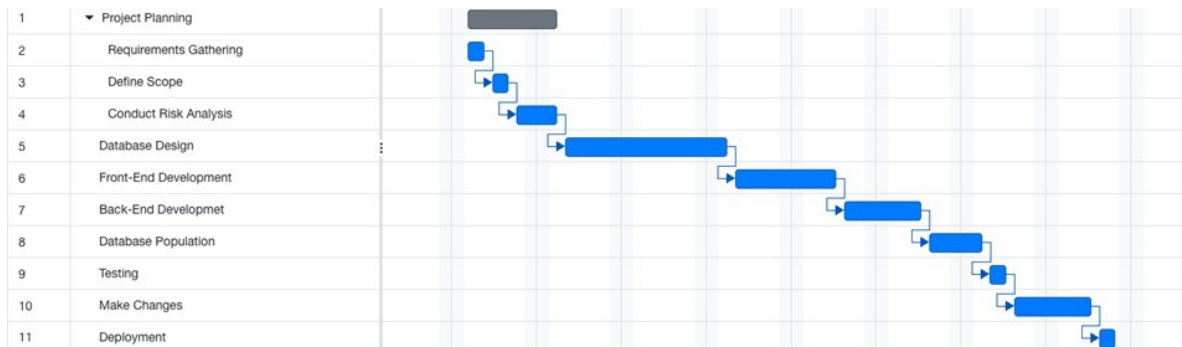 1 Project Planning
2 Requirements Gathering
3 Define Scope
4 Conduct Risk Analysis
5 Database Design
6 Front-End Development
7 Back-End Developmet
8 Database Population
9 Testing
10 Make Changes
11 Deployment